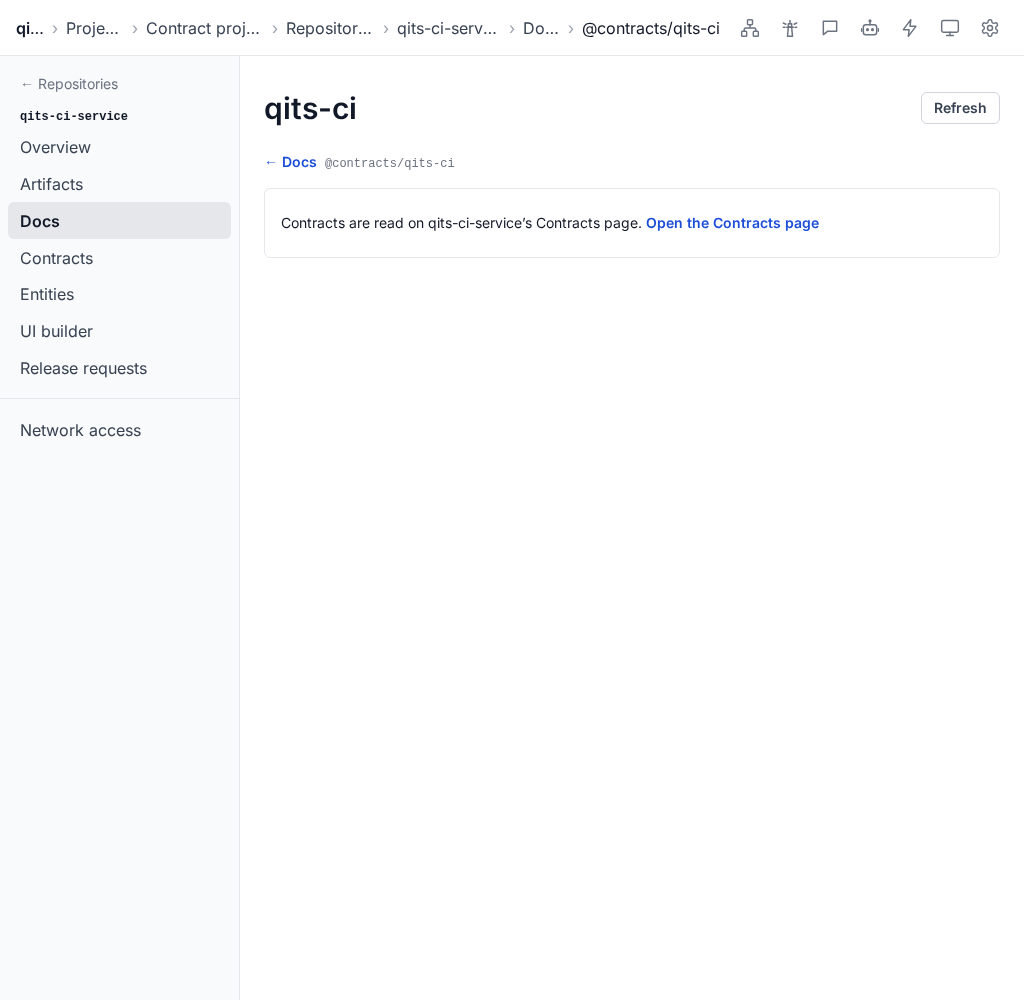 qi... › Proje... › Contract proj... › Repositor... › qits-ci-serv... › Do... › @contracts/qits-ci
← Repositories
qits-ci-service
Overview
Artifacts
Docs
Contracts
Entities
UI builder
Release requests
Network access
qits-ci
Refresh
← Docs @contracts/qits-ci
Contracts are read on qits-ci-service’s Contracts page. Open the Contracts page